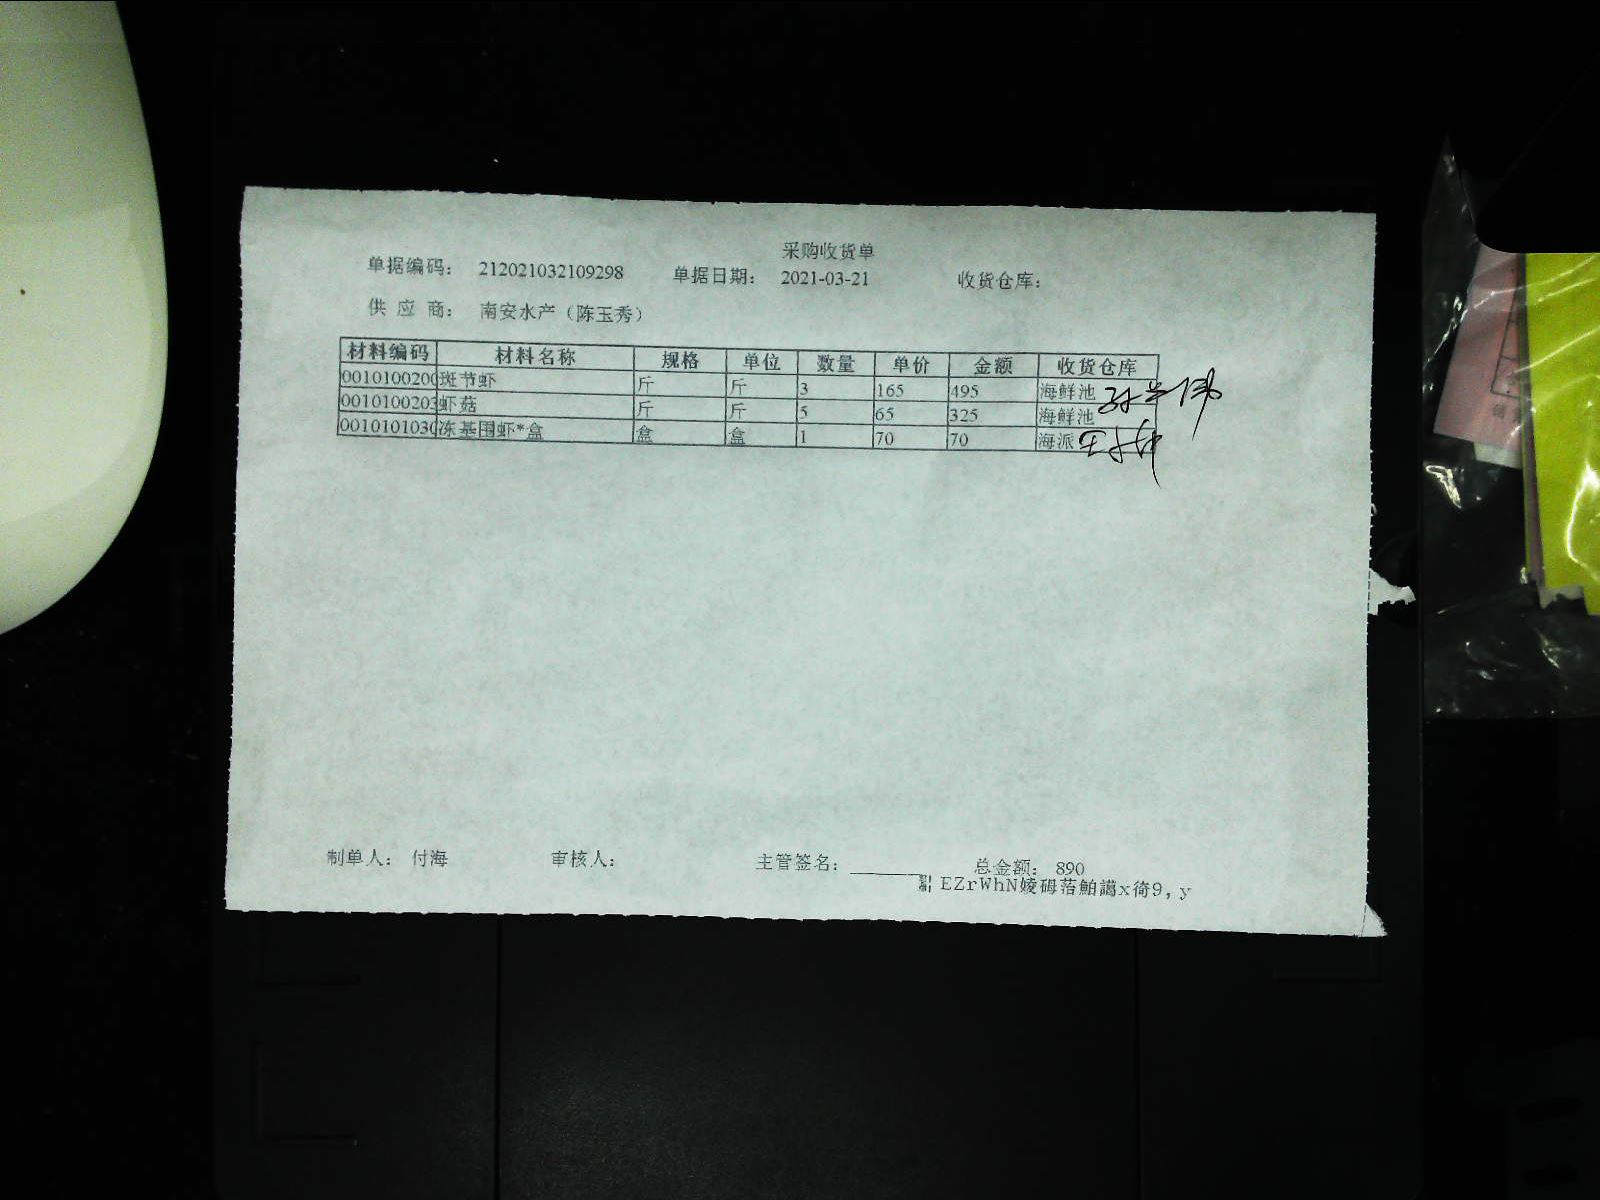 采购收货单
单据编码： 212021032109298 单据日期： 2021-03-21 收货仓库：
供 应 商： 南安水产（陈玉秀）
材料编码 材料名称 规格 单位 数量 单价 金额 收货仓库
0010100200 斑节虾 斤 斤 3 165 495 海鲜池
0010100203 虾菇 斤 斤 5 65 325 海鲜池
0010101030 冻基围虾*盒 盒 盒 1 70 70 海派
制单人： 付海 审核人： 主管签名： 总金额： 890
EZrWhN